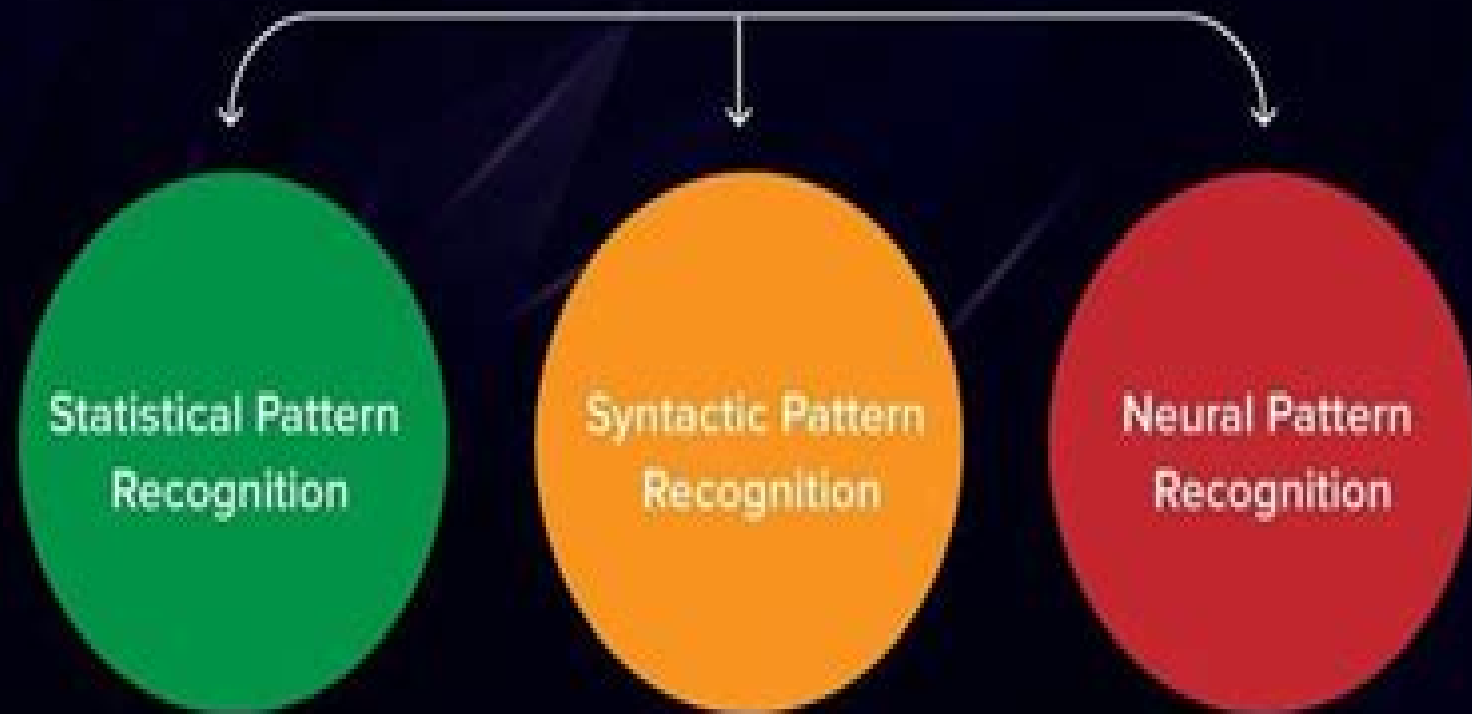 Statistical Pattern
Recognition
Syntactic Pattern
Recognition
Neural Pattern
Recognition